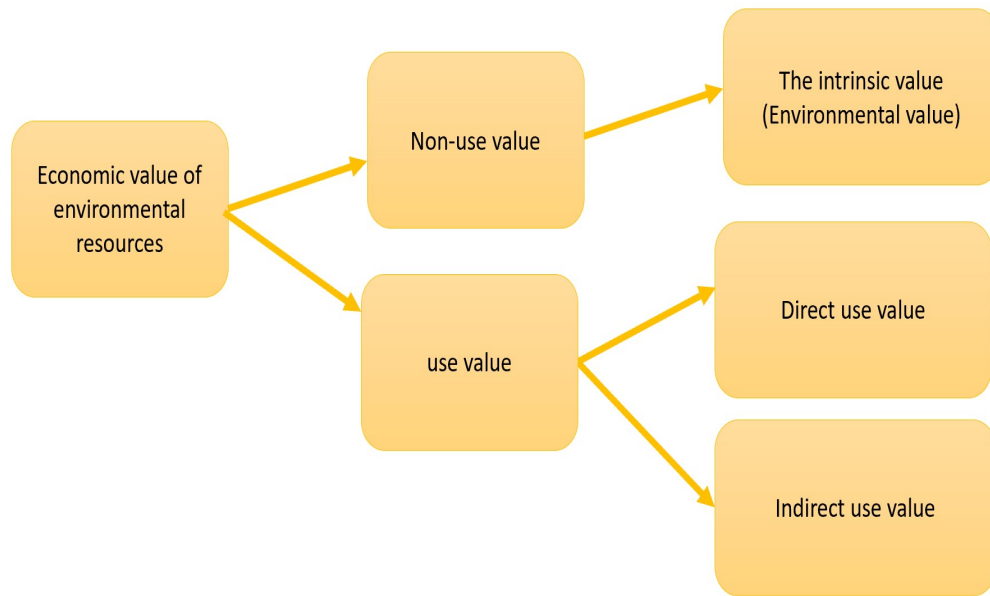 Economic value of
environmental
resources
Non-use value
use value
The intrinsic value
(Environmental value)
Direct use value
Indirect use value